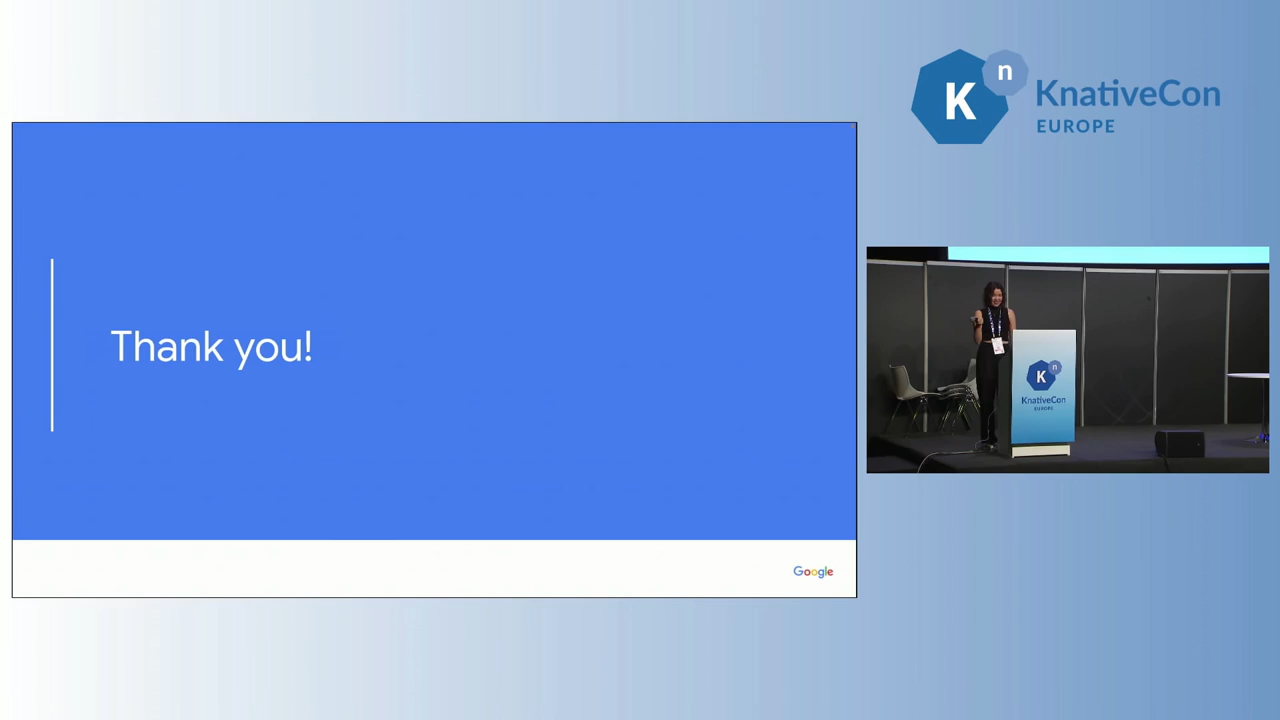 K n
KnativeCon
EUROPE
Thank you!
Google
K n
KnativeCon
EUROPE